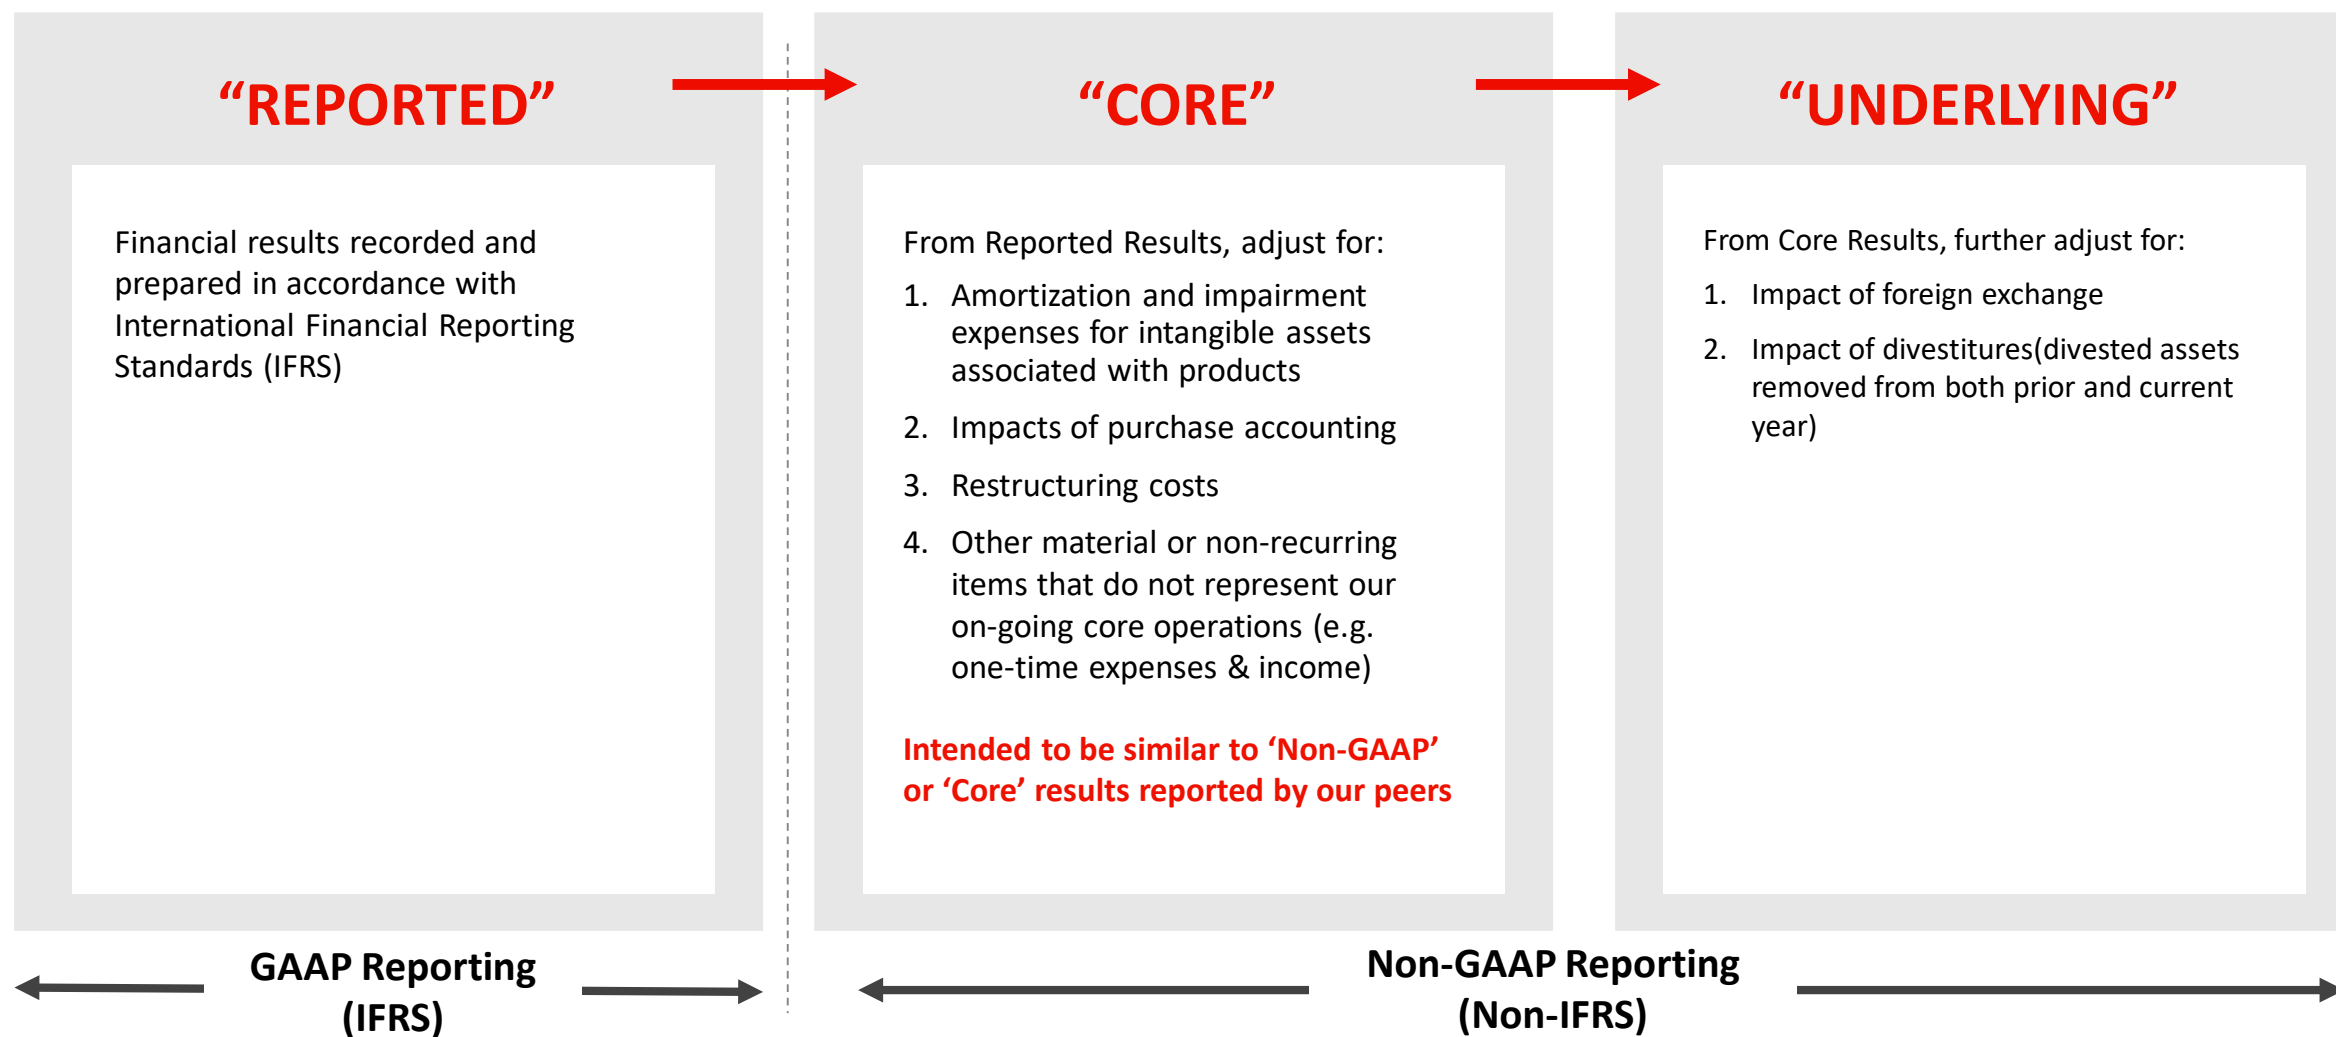 “REPORTED”
Financial results recorded and
prepared in accordance with
International Financial Reporting
Standards (IFRS)
“CORE”
From Reported Results, adjust for:
1. Amortization and impairment
expenses for intangible assets
associated with products
2. Impacts of purchase accounting
3. Restructuring costs
4. Other material or non-recurring
items that do not represent our
on-going core operations (e.g.
one-time expenses & income)
Intended to be similar to ‘Non-GAAP’
or ‘Core’ results reported by our peers
“UNDERLYING”
From Core Results, further adjust for:
1. Impact of foreign exchange
2. Impact of divestitures(divested assets
removed from both prior and current
year)
GAAP Reporting
(IFRS)
Non-GAAP Reporting
(Non-IFRS)